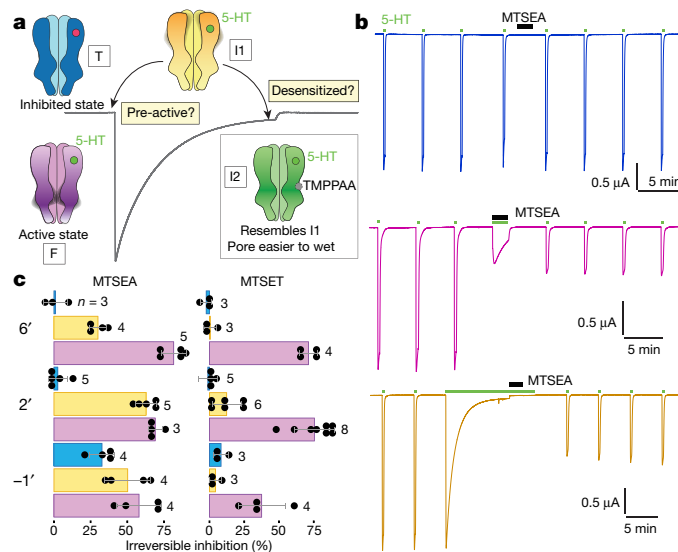 a
5-HT
T
I1
Inhibited state
Pre-active?
Desensitized?
5-HT
Active state
F
5-HT
I2
TMPPAA
Resembles I1
Pore easier to wet
b
5-HT
MTSEA
0.5 µA
5 min
MTSEA
0.5 µA
5 min
MTSEA
0.5 µA
5 min
c
MTSEA
MTSET
n = 3
3
6′
4
3
5
4
5
5
2′
5
6
3
8
4
3
−1′
4
3
4
4
0
25
50
75
0
25
50
75
Irreversible inhibition (%)